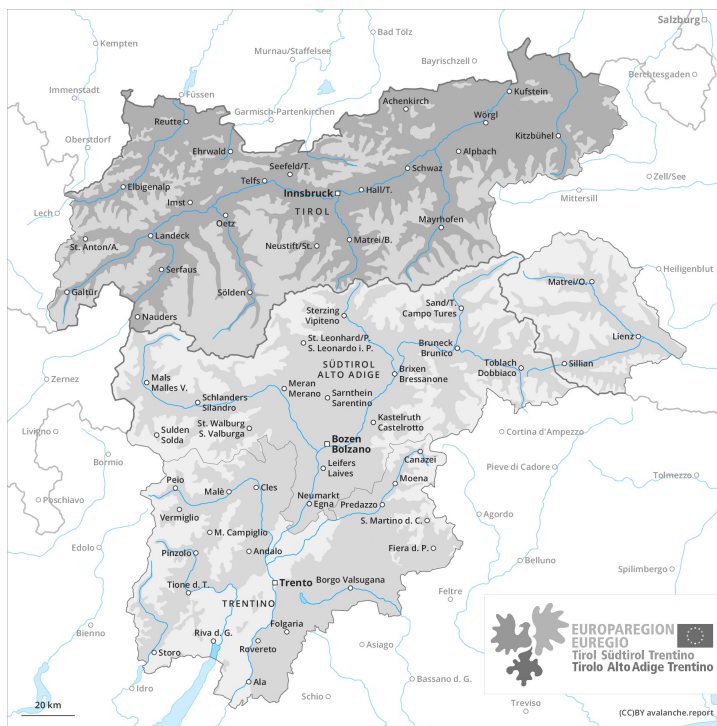 Salzburg
Kempten
Bad Tölz
Murnau/Staffelsee
Bayrischzell
Berchtesgaden
Immenstadt
Füssen
Garmisch-Partenkirchen
Achenkirch
Kufstein
Reutte
Wörgl
Oberstdorf
Ehrwald
Kitzbühel
Alpbach
Seefeld/T.
Schwaz
Telfs
Zell/See
Elbigenalp
Innsbruck
Hall/T.
Mittersill
Imst
TIROL
Lech
Oetz
Mayrhofen
Landeck
St. Anton/A.
Neustift/St.
Matrei/B.
Serfaus
Heiligenblut
Galtür
Sölden
Matrei/O.
Nauders
Sand/T.
Campo Tures
Sterzing
Vipiteno
Lienz
St. Leonhard/P.
S. Leonardo i. P.
Bruneck
Brunico
Toblach
Dobbiaco
Sillian
SÜDTIROL
ALTO ADIGE
Brixen
Bressanone
Zernez
Mals
Malles V.
Meran
Merano
Schlanders
Silandro
Sarnthein
Sarentino
Kastelruth
Castelrotto
St. Walburg
S. Valburga
Livigno
Sulden
Solda
Cortina d'Ampezzo
Bozen
Bolzano
Canazei
Bormio
Leifers
Laives
Pieve di Cadore
Tolmezzo
Peio
Malè
Cles
Moena
Poschiavo
Neumarkt
Egna
Predazzo
Vermiglio
Agordo
S. Martino d. C.
M. Campiglio
Edolo
Pinzolo
Andalo
Fiera d. P.
Belluno
Spilimbergo
Tione d. T.
Trento
Borgo Valsugana
Feltre
TRENTINO
Bienno
Folgaria
Riva d. G.
Rovereto
Asiago
Storo
Idro
Ala
Schio
Bassano d. G.
Treviso
EUROPAREGION
EUREGIO
Tirol Südtirol Trentino
Tirolo Alto Adige Trentino
20 km
(CC)BY avalanche.report